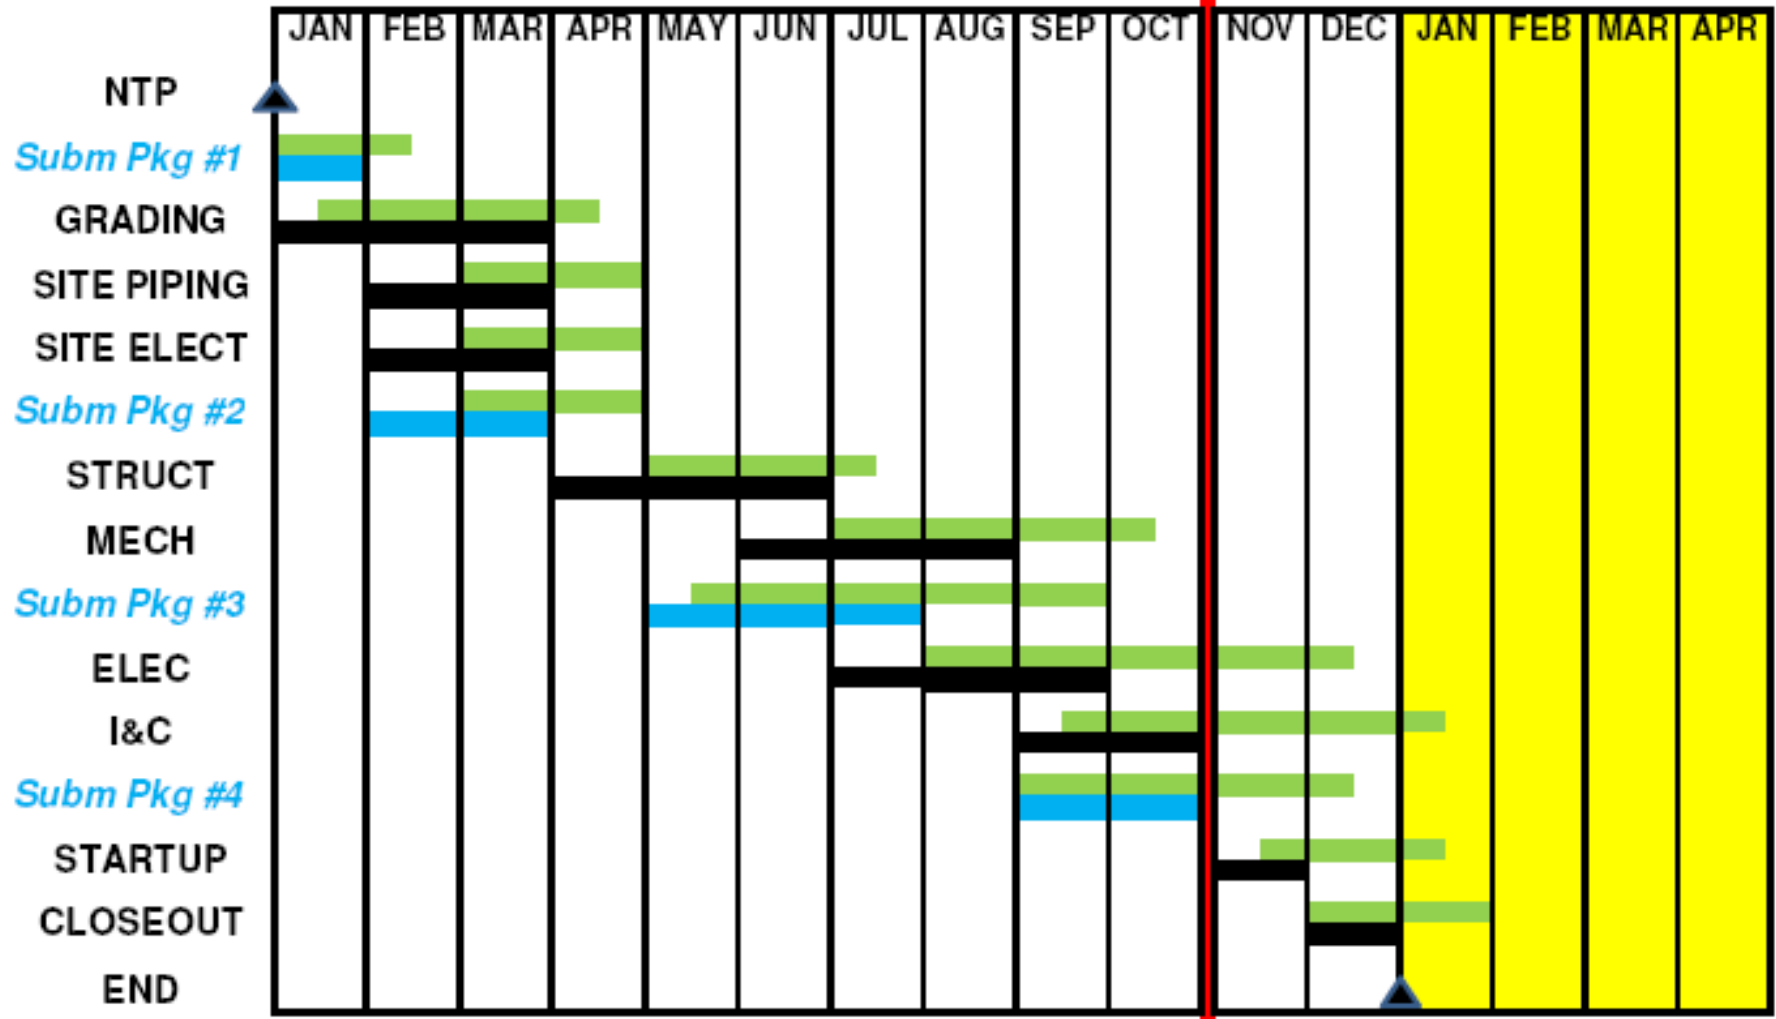 JAN FEB MAR APR MAY JUN JUL AUG SEP OCT NOV DEC JAN FEB MAR APR
NTP
Subm Pkg #1
GRADING
SITE PIPING
SITE ELECT
Subm Pkg #2
STRUCT
MECH
Subm Pkg #3
ELEC
I&C
Subm Pkg #4
STARTUP
CLOSEOUT
END